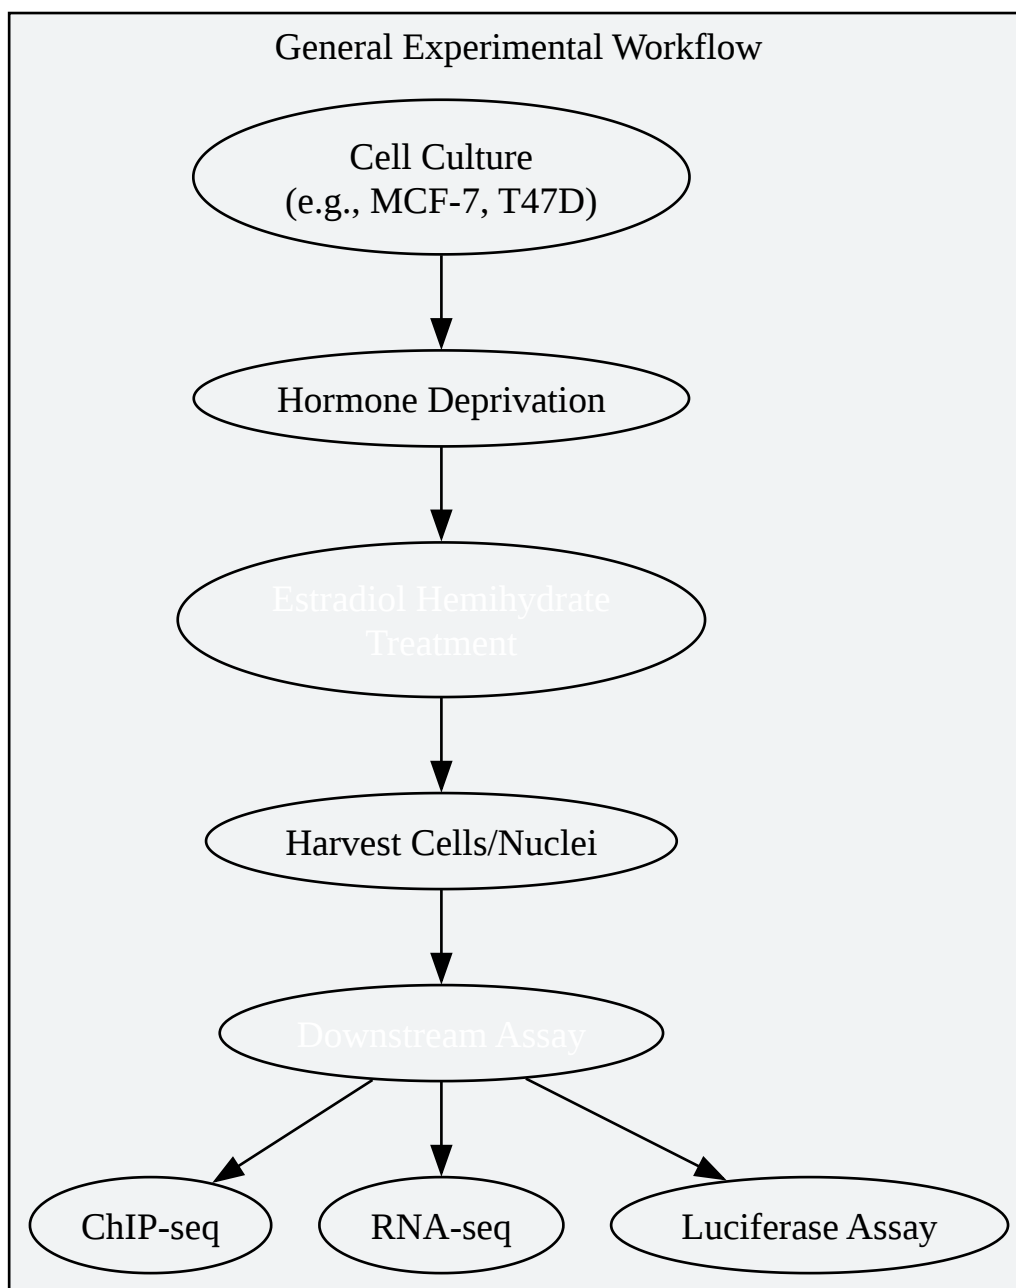 General Experimental Workflow
Cell Culture
(e.g., MCF-7, T47D)
Hormone Deprivation
Estradiol Hemihydrate
Treatment
Harvest Cells/Nuclei
Downstream Assay
ChIP-seq
RNA-seq
Luciferase Assay